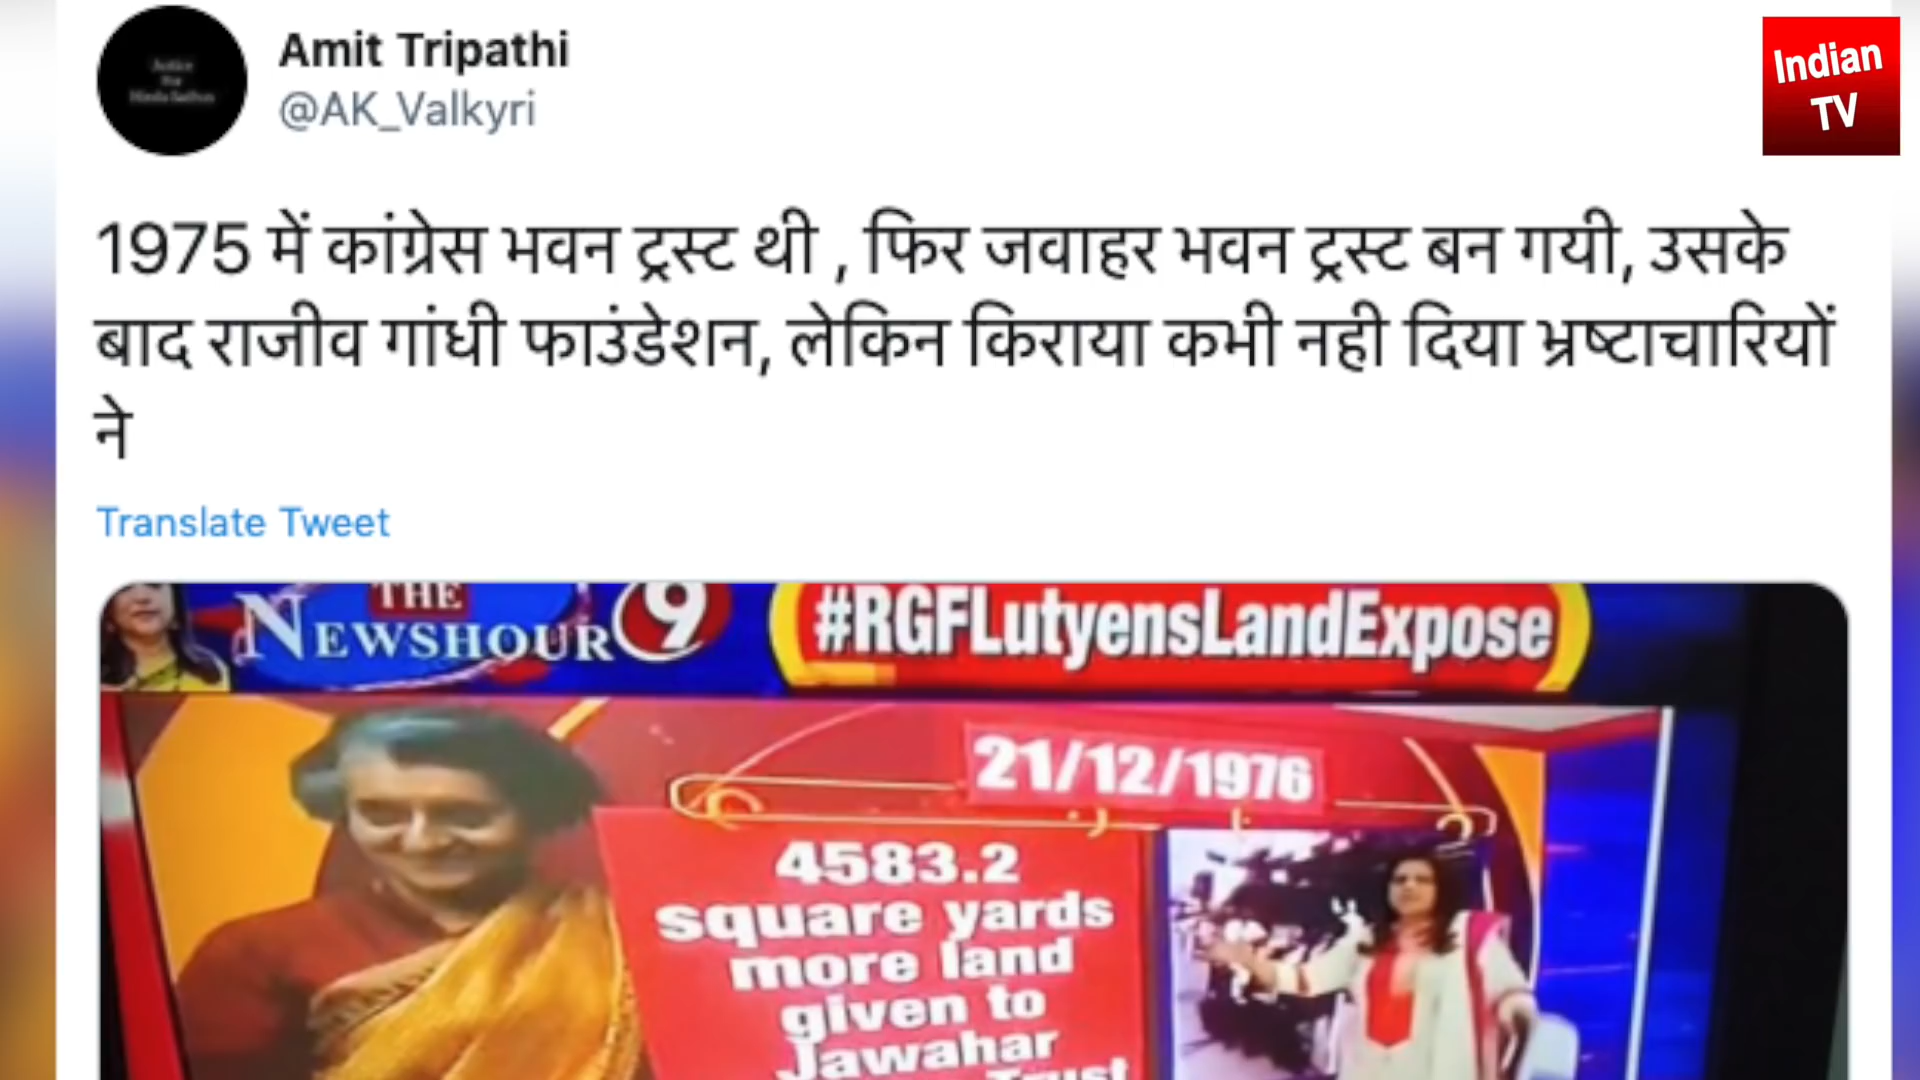 Amit Tripathi
@AK_Valkyri
Indian
TV
1975 में कांग्रेस भवन ट्रस्ट थी , फिर जवाहर भवन ट्रस्ट बन गयी, उसके
बाद राजीव गांधी फाउंडेशन, लेकिन किराया कभी नही दिया भ्रष्टाचारियों
ने
Translate Tweet
THE
NEWSHOUR 9
#RGFLutyensLandExpose
21/12/1976
4583.2
square yards
more land
given to
Jawahar
Trust